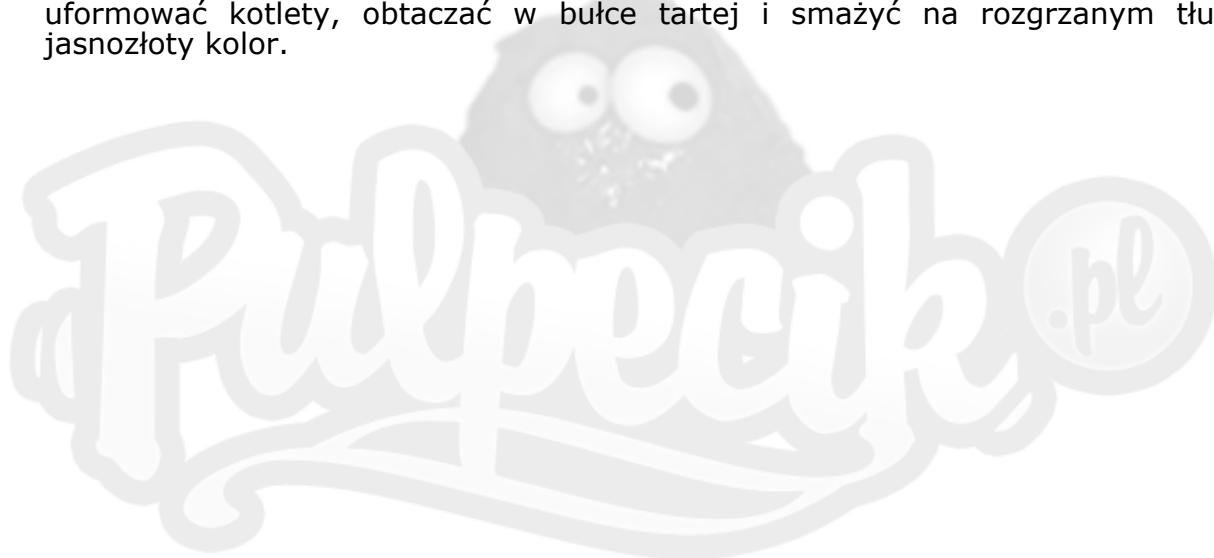 uformować kotlety, obtaczać w bułce tartej i smażyć na rozgrzanym tłu
jasnozłoty kolor.
Pulpecik .pl